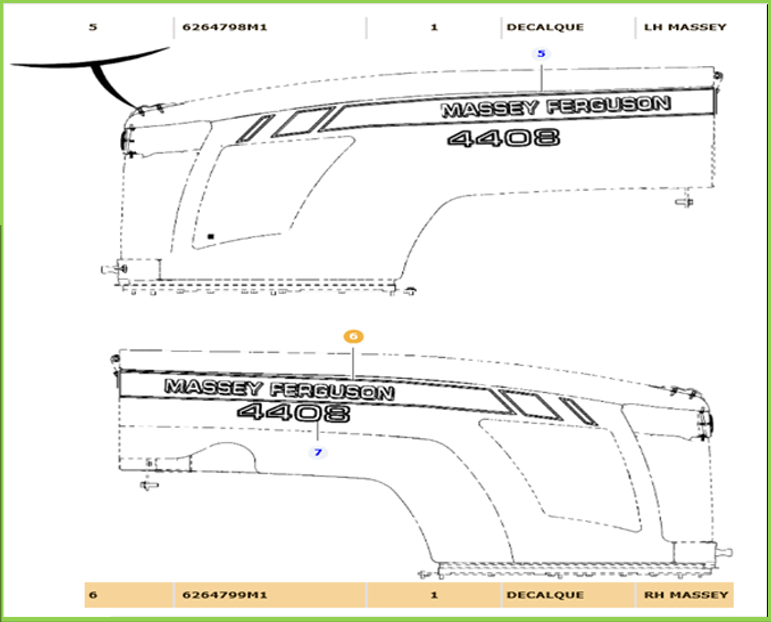 5 6264798M1 1 DECALQUE LH MASSEY
5
MASSEY FERGUSON
4408
6
MASSEY FERGUSON
4408
7
6 6264799M1 1 DECALQUE RH MASSEY